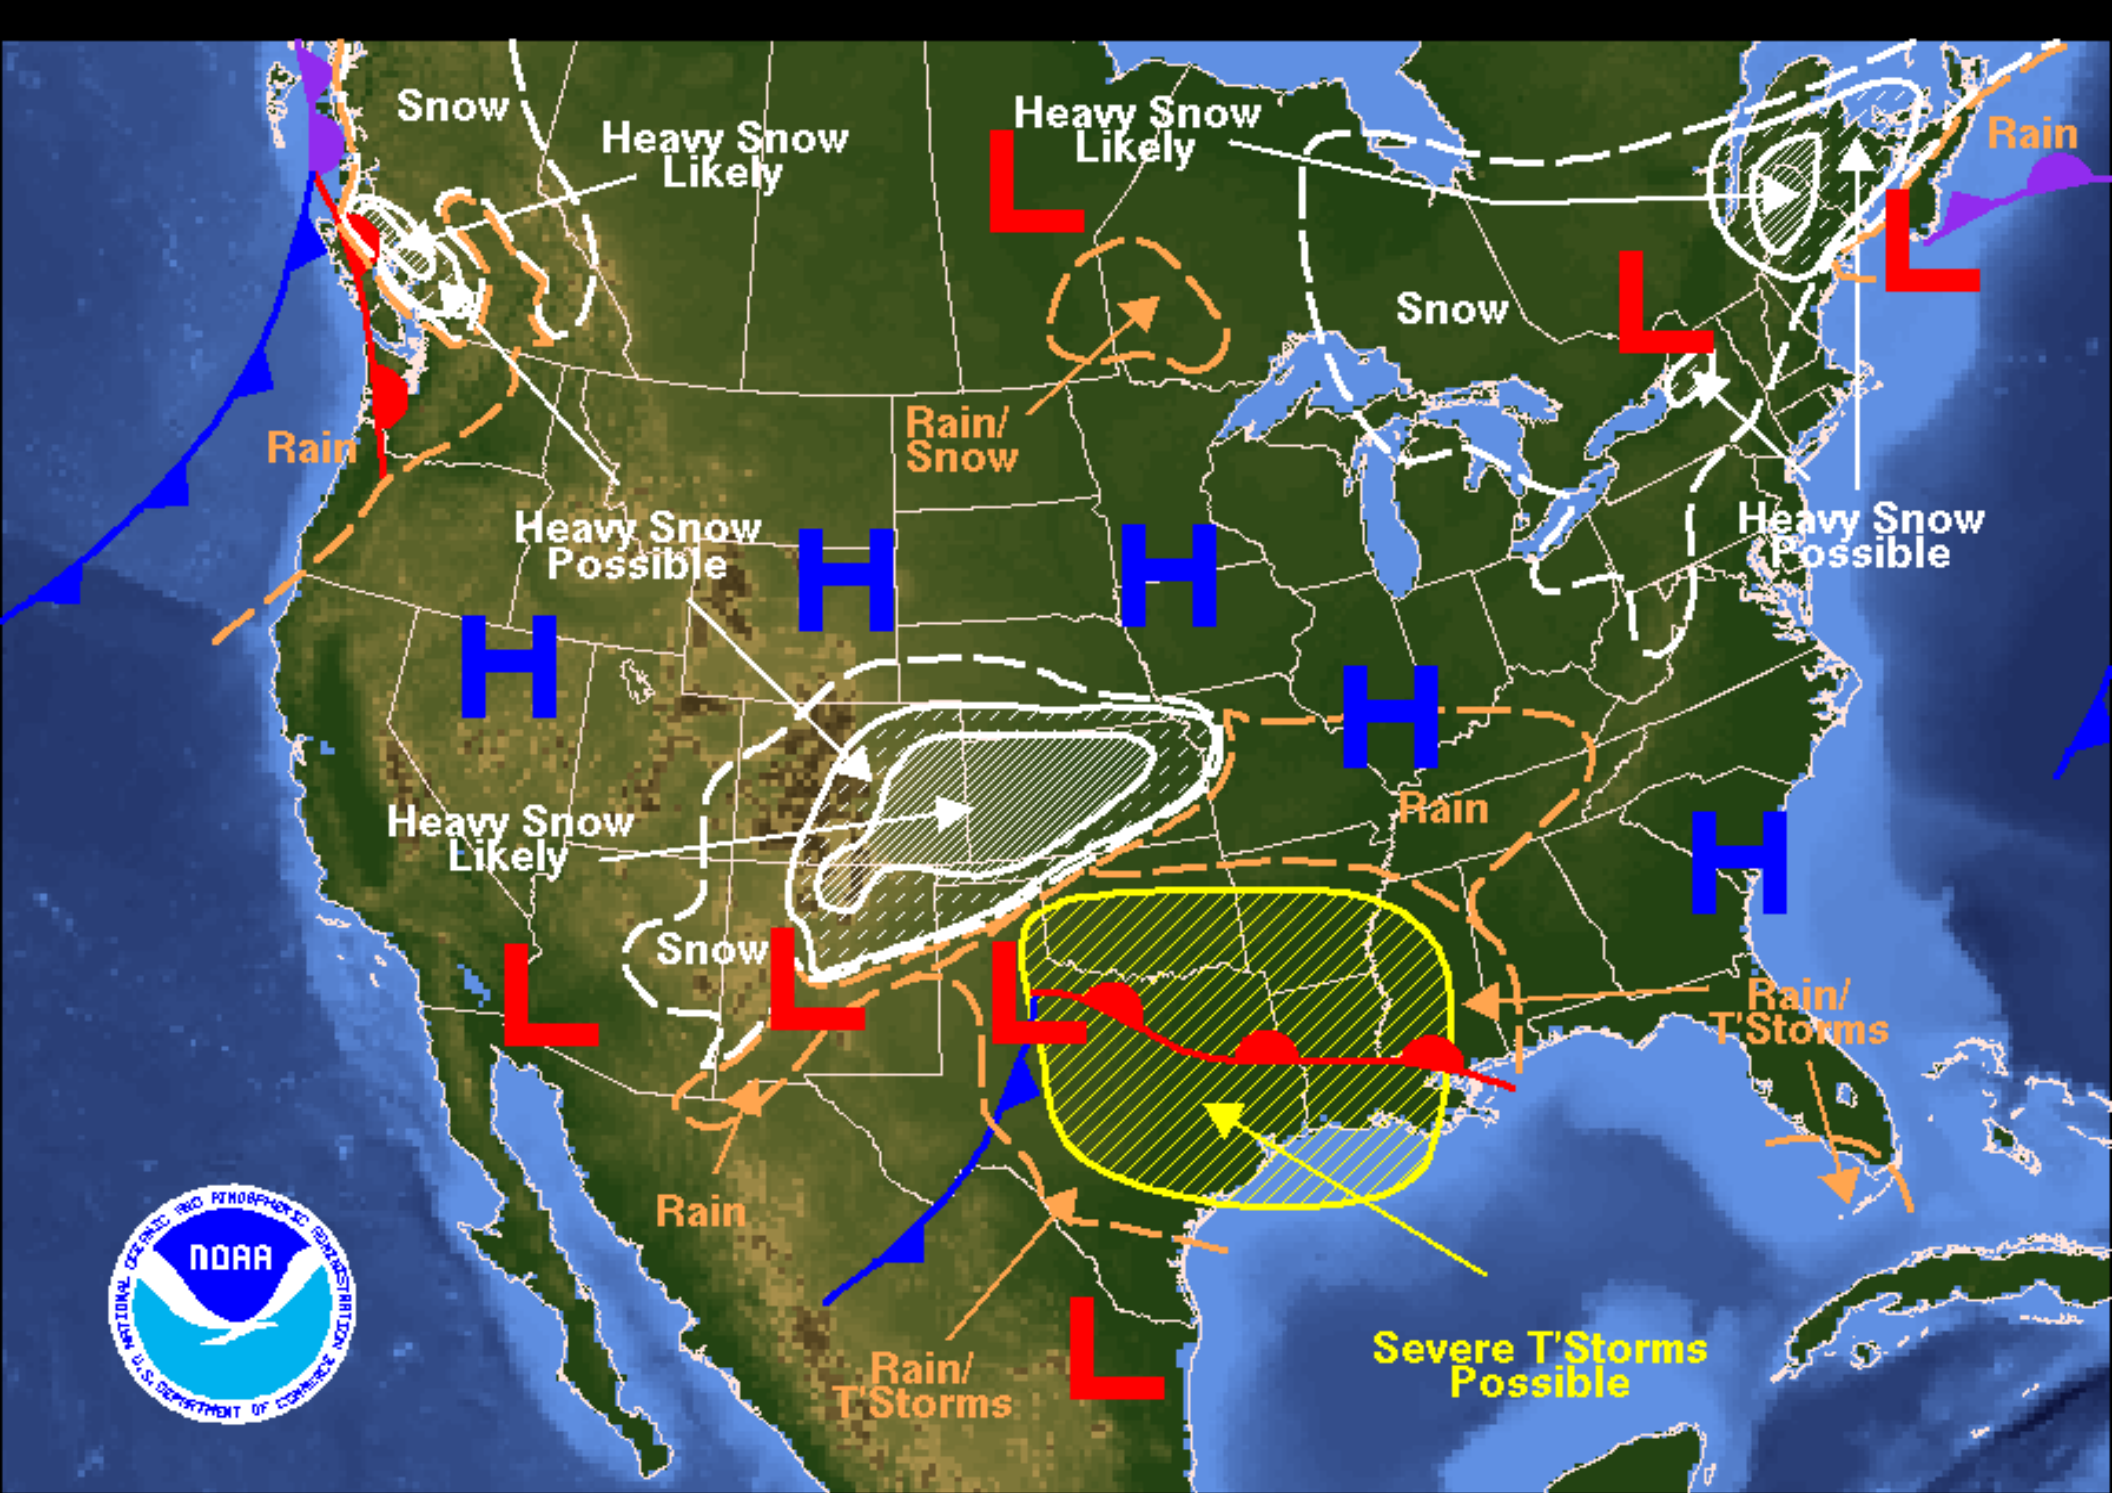 Snow
Heavy Snow
Likely
Heavy Snow
Likely
Rain
L
L
L
Snow
Rain
Rain/
Snow
Heavy Snow
Possible
Heavy Snow
Possible
H
H
H
H
Heavy Snow
Likely
Rain
H
Snow
L
L
L
Rain/
T'Storms
Rain
NOAA
NATIONAL OCEANIC AND ATMOSPHERIC ADMINISTRATION
U.S. DEPARTMENT OF COMMERCE
L
Rain/
T'Storms
Severe T'Storms
Possible